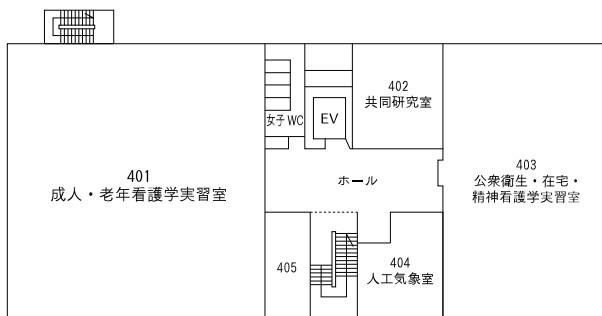 402
共同研究室
女子 WC
EV
401
成人・老年看護学実習室
ホール
403
公衆衛生・在宅・
精神看護学実習室
405
404
人工気象室